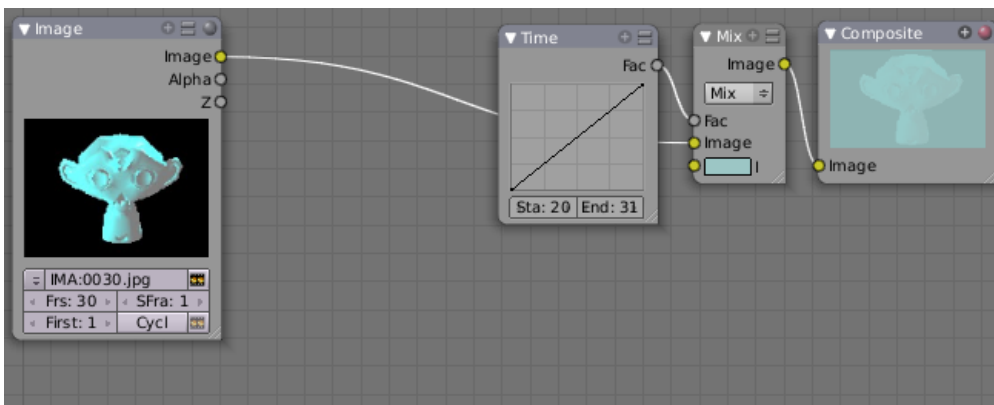 Image
Image
Alpha
Z
IMA:0030.jpg
Frs: 30 SFra: 1
First: 1 Cycl
Time
Fac
Sta: 20 End: 31
Mix
Image
Mix
Fac
Image
I
Composite
Image